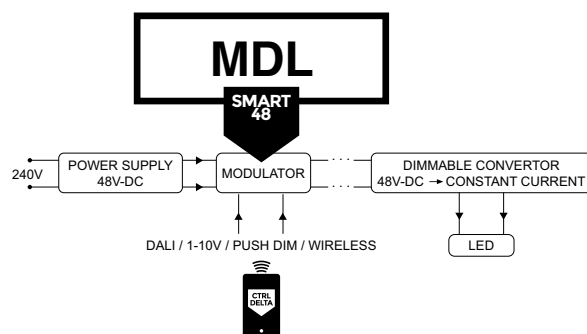 MDL
SMART
48
240V
POWER SUPPLY
48V-DC
MODULATOR
DIMMABLE CONVERTOR
48V-DC → CONSTANT CURRENT
DALI / 1-10V / PUSH DIM / WIRELESS
LED
CTRL
DELTA